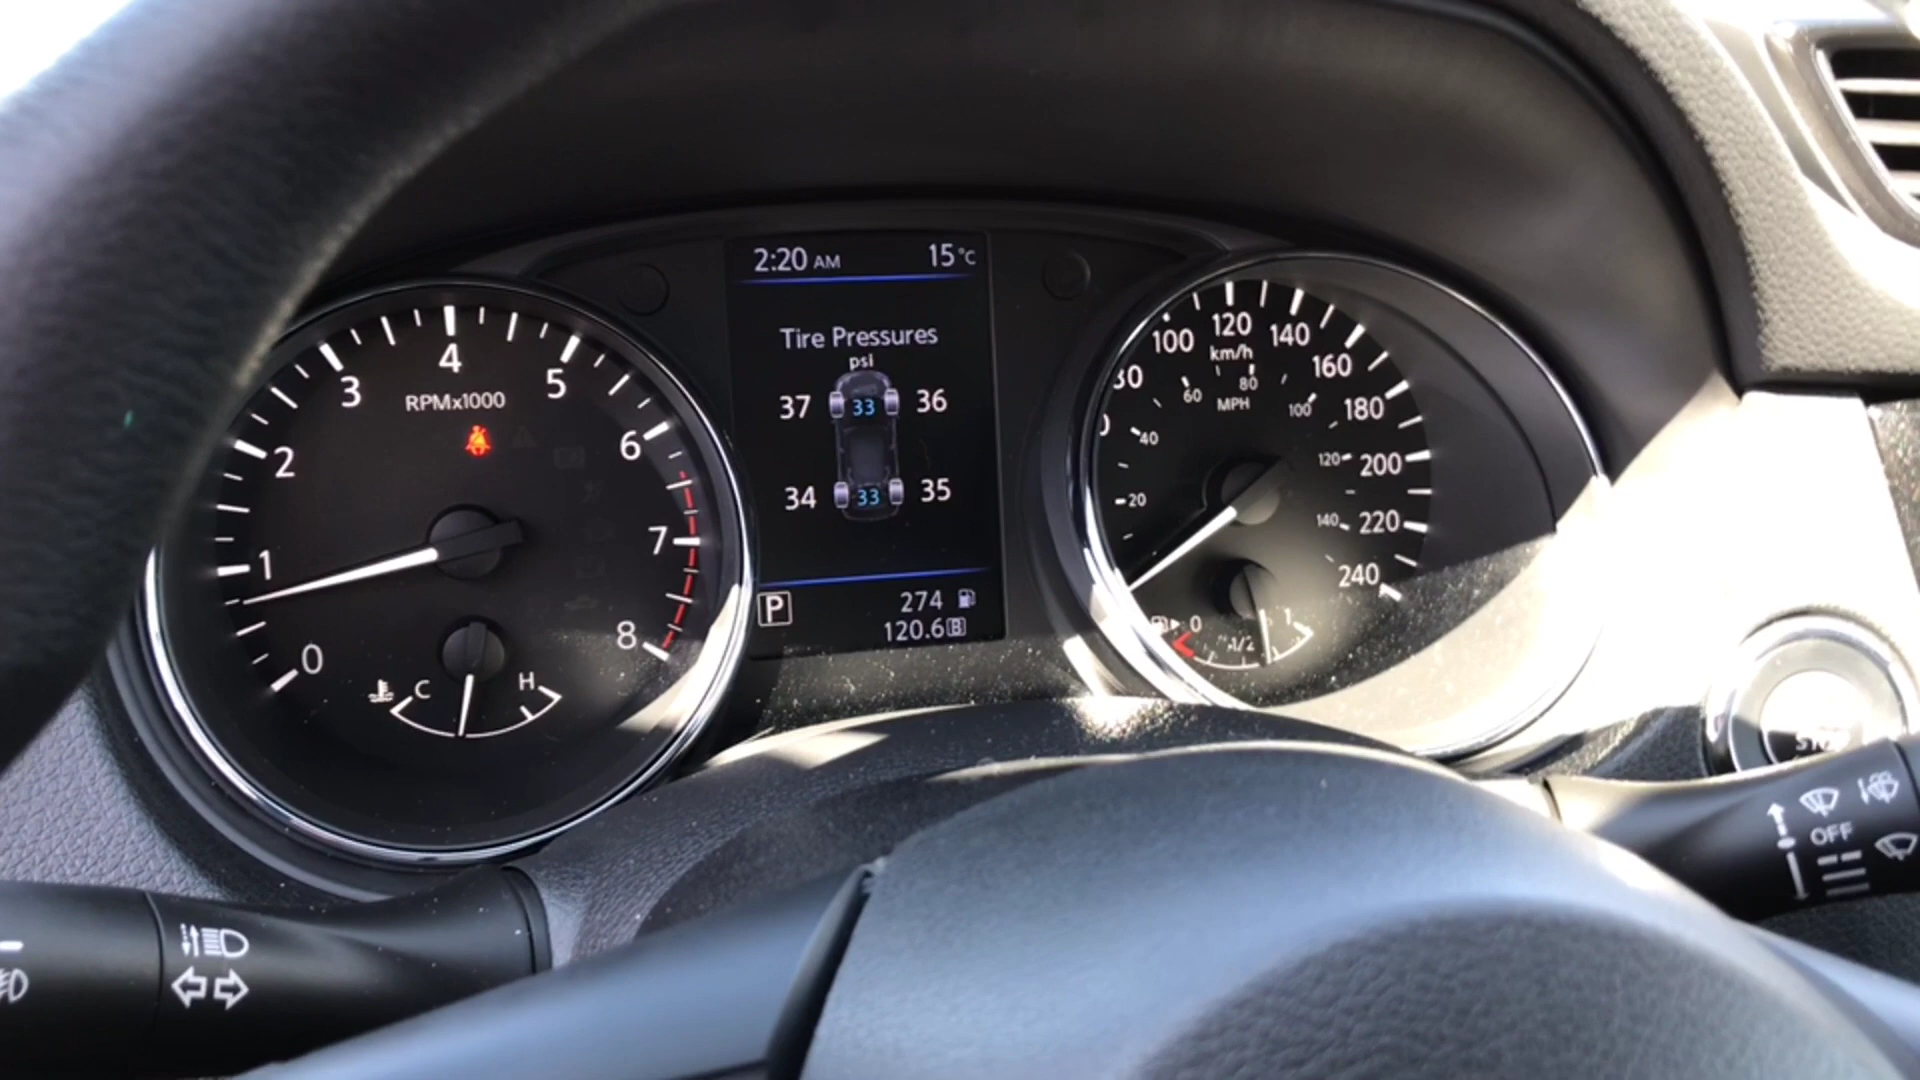 2:20 AM 15°C
Tire Pressures
psi
37 33 36
34 33 35
P 274
120.6 B
0 1 2 3 4 5 6 7 8
RPMx1000
C H
100 120 140 160 180 200 220 240
km/h
20 40 60 80 100 120 140
MPH
0 1/2 1
OFF